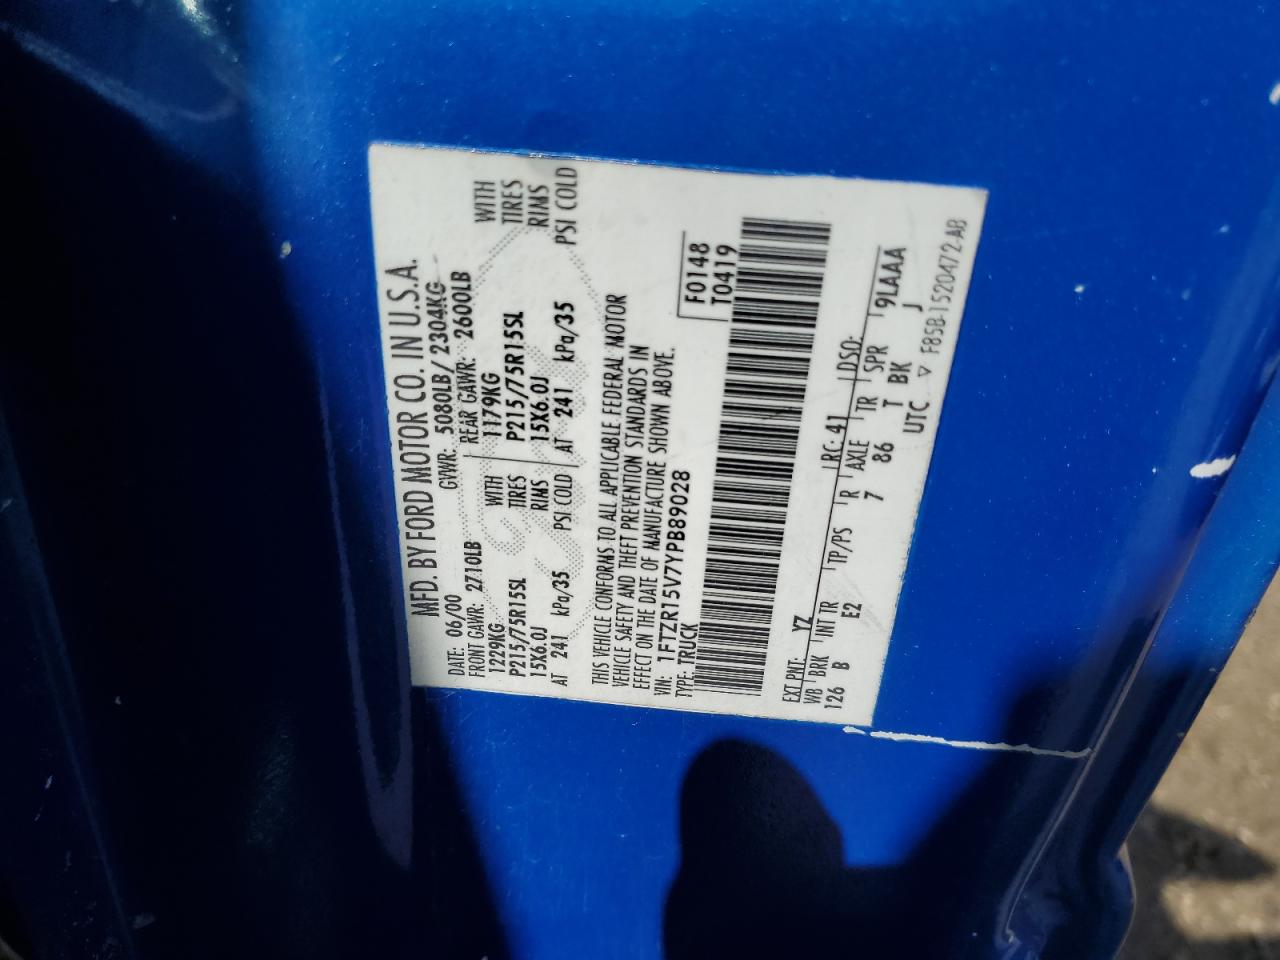 MFD. BY FORD MOTOR CO. IN U.S.A.
DATE: 06/00 GVWR: 5080LB/ 2304KG
FRONT GAWR: 2710LB REAR GAWR: 2600LB
1229KG WITH 1179KG WITH
P215/75R15SL TIRES P215/75R15SL TIRES
15X6.0J RIMS 15X6.0J RIMS
AT 241 kPa/35 PSI COLD AT 241 kPa/35 PSI COLD
THIS VEHICLE CONFORMS TO ALL APPLICABLE FEDERAL MOTOR
VEHICLE SAFETY AND THEFT PREVENTION STANDARDS IN
EFFECT ON THE DATE OF MANUFACTURE SHOWN ABOVE.
VIN: 1FTZR15V7YPB89028 F0148
TYPE: TRUCK T0419
EXT PNT: YZ RC: 41 DSO:
WB BRK INT TR TP/PS R AXLE TR SPR 9LAAA
126 B E2 7 86 T BK J
UTC ▽ F85B-1520472-AB